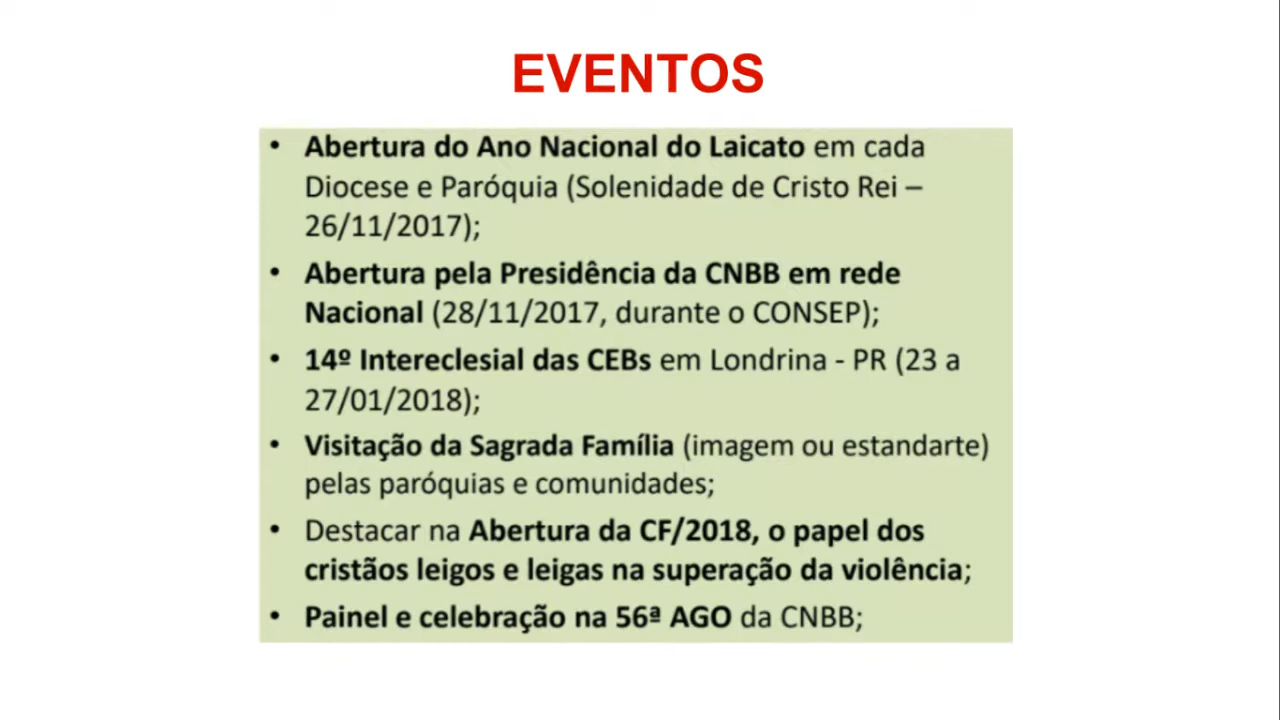 EVENTOS
• Abertura do Ano Nacional do Laicato em cada
Diocese e Paróquia (Solenidade de Cristo Rei –
26/11/2017);
• Abertura pela Presidência da CNBB em rede
Nacional (28/11/2017, durante o CONSEP);
• 14º Intereclesial das CEBs em Londrina - PR (23 a
27/01/2018);
• Visitação da Sagrada Família (imagem ou estandarte)
pelas paróquias e comunidades;
• Destacar na Abertura da CF/2018, o papel dos
cristãos leigos e leigas na superação da violência;
• Painel e celebração na 56ª AGO da CNBB;